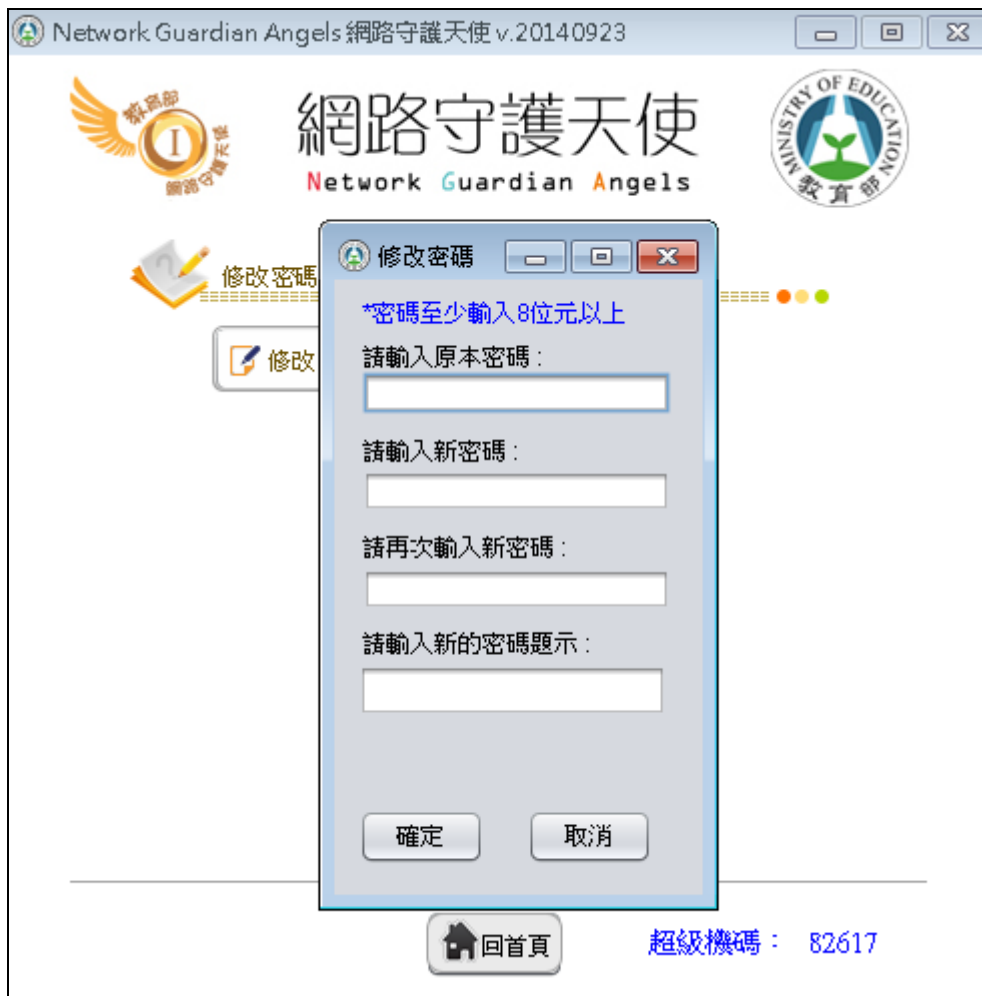 Network Guardian Angels 網路守護天使 v.20140923
教育部
I
網路守護天使
網路守護天使
Network Guardian Angels
MINISTRY OF EDUCATION
教育部
修改密碼
修改密碼
*密碼至少輸入8位元以上
修改
請輸入原本密碼：
請輸入新密碼：
請再次輸入新密碼：
請輸入新的密碼題示：
確定
取消
回首頁
超級機碼： 82617